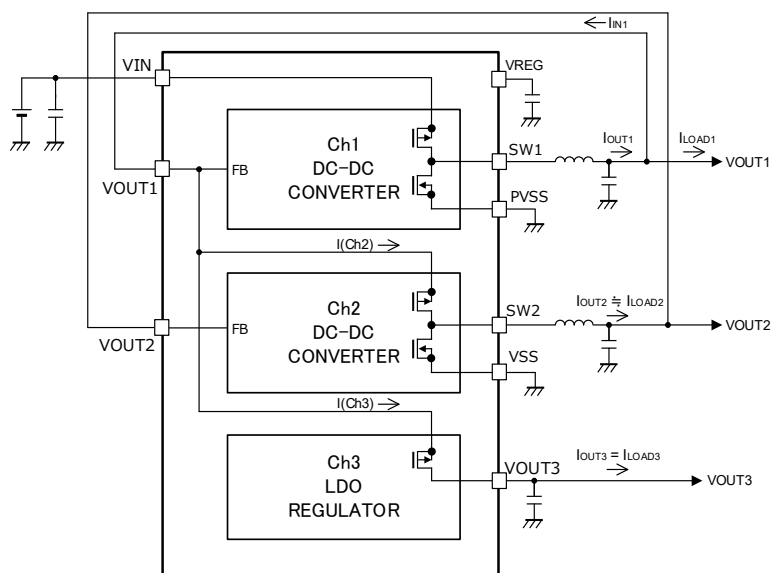 IIN1
VIN
VREG
Ch1
DC-DC
CONVERTER
FB
SW1
IOUT1
ILOAD1
VOUT1
VOUT1
PVSS
I(Ch2)
Ch2
DC-DC
CONVERTER
FB
SW2
IOUT2 ≒ ILOAD2
VOUT2
VOUT2
VSS
I(Ch3)
Ch3
LDO
REGULATOR
VOUT3
IOUT3 = ILOAD3
VOUT3